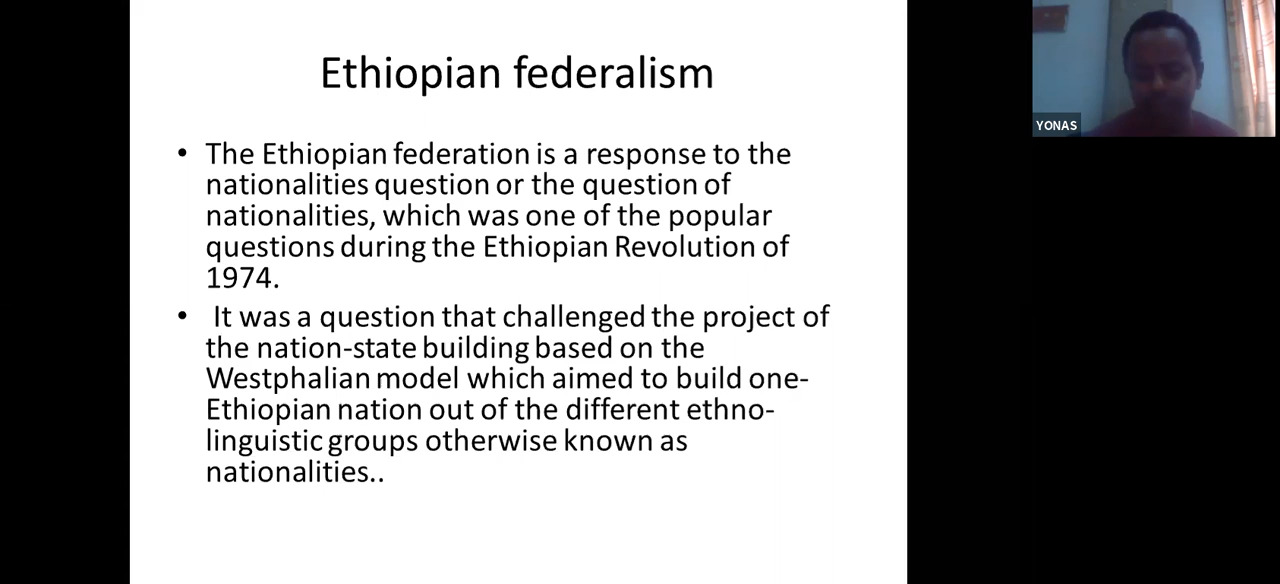 Ethiopian federalism
• The Ethiopian federation is a response to the
nationalities question or the question of
nationalities, which was one of the popular
questions during the Ethiopian Revolution of
1974.
• It was a question that challenged the project of
the nation-state building based on the
Westphalian model which aimed to build one-
Ethiopian nation out of the different ethno-
linguistic groups otherwise known as
nationalities..
YONAS